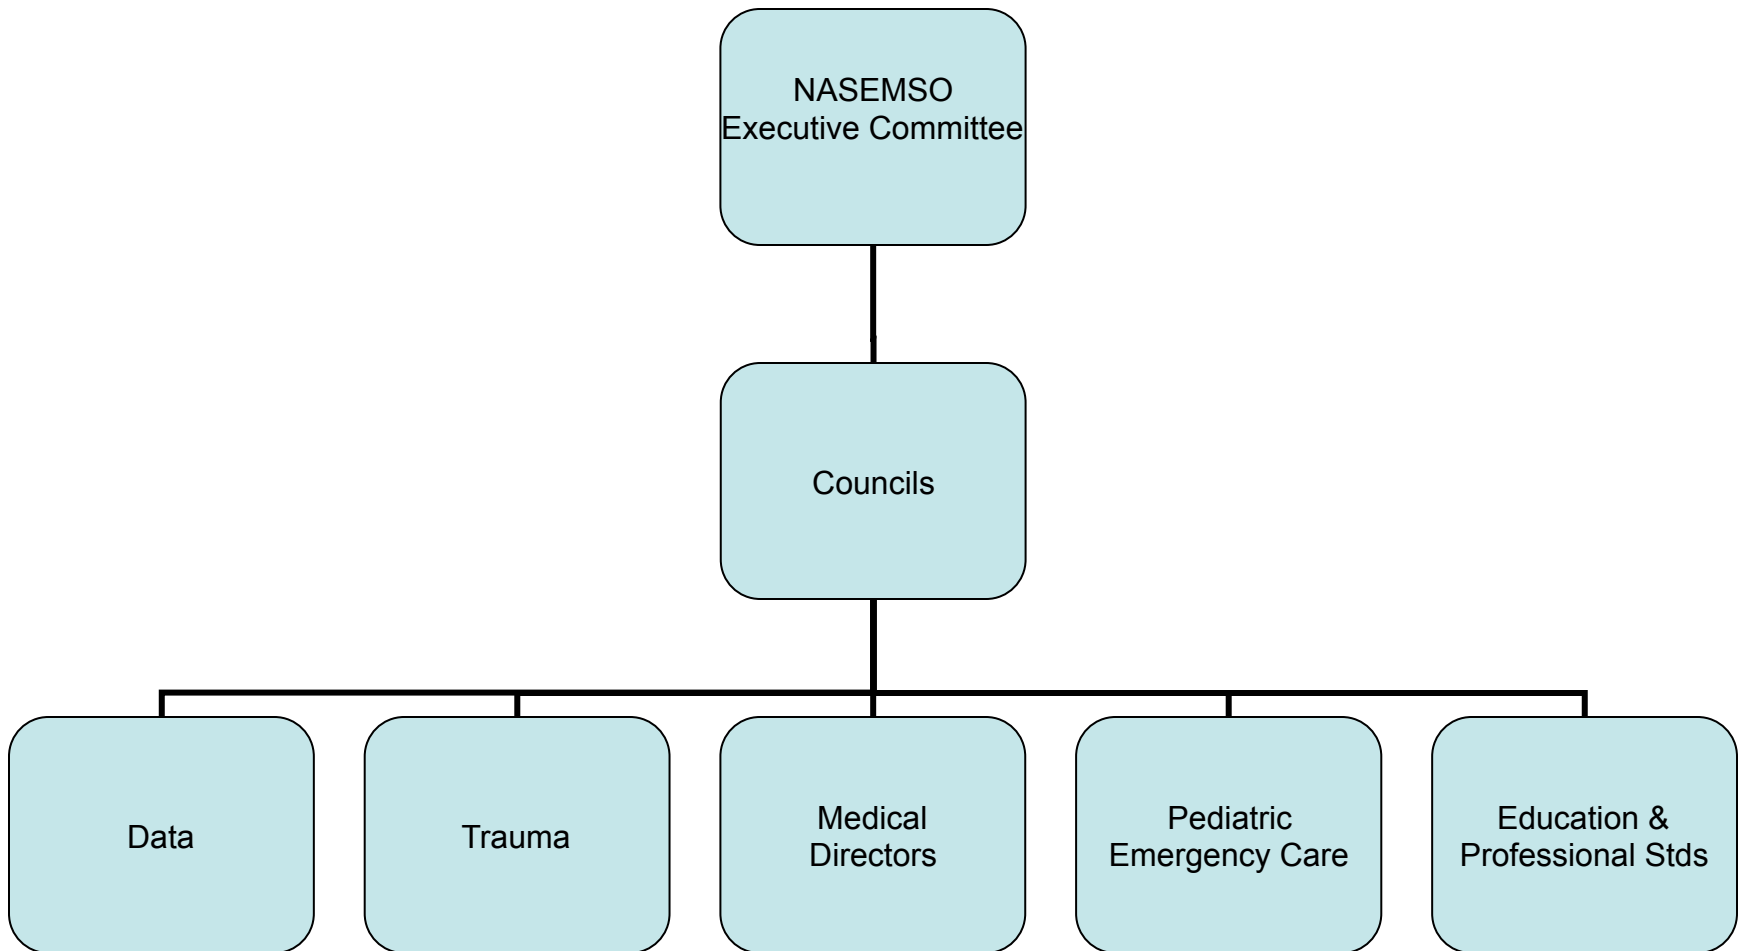 NASEMSO
Executive Committee
Councils
Data
Trauma
Medical
Directors
Pediatric
Emergency Care
Education &
Professional Stds